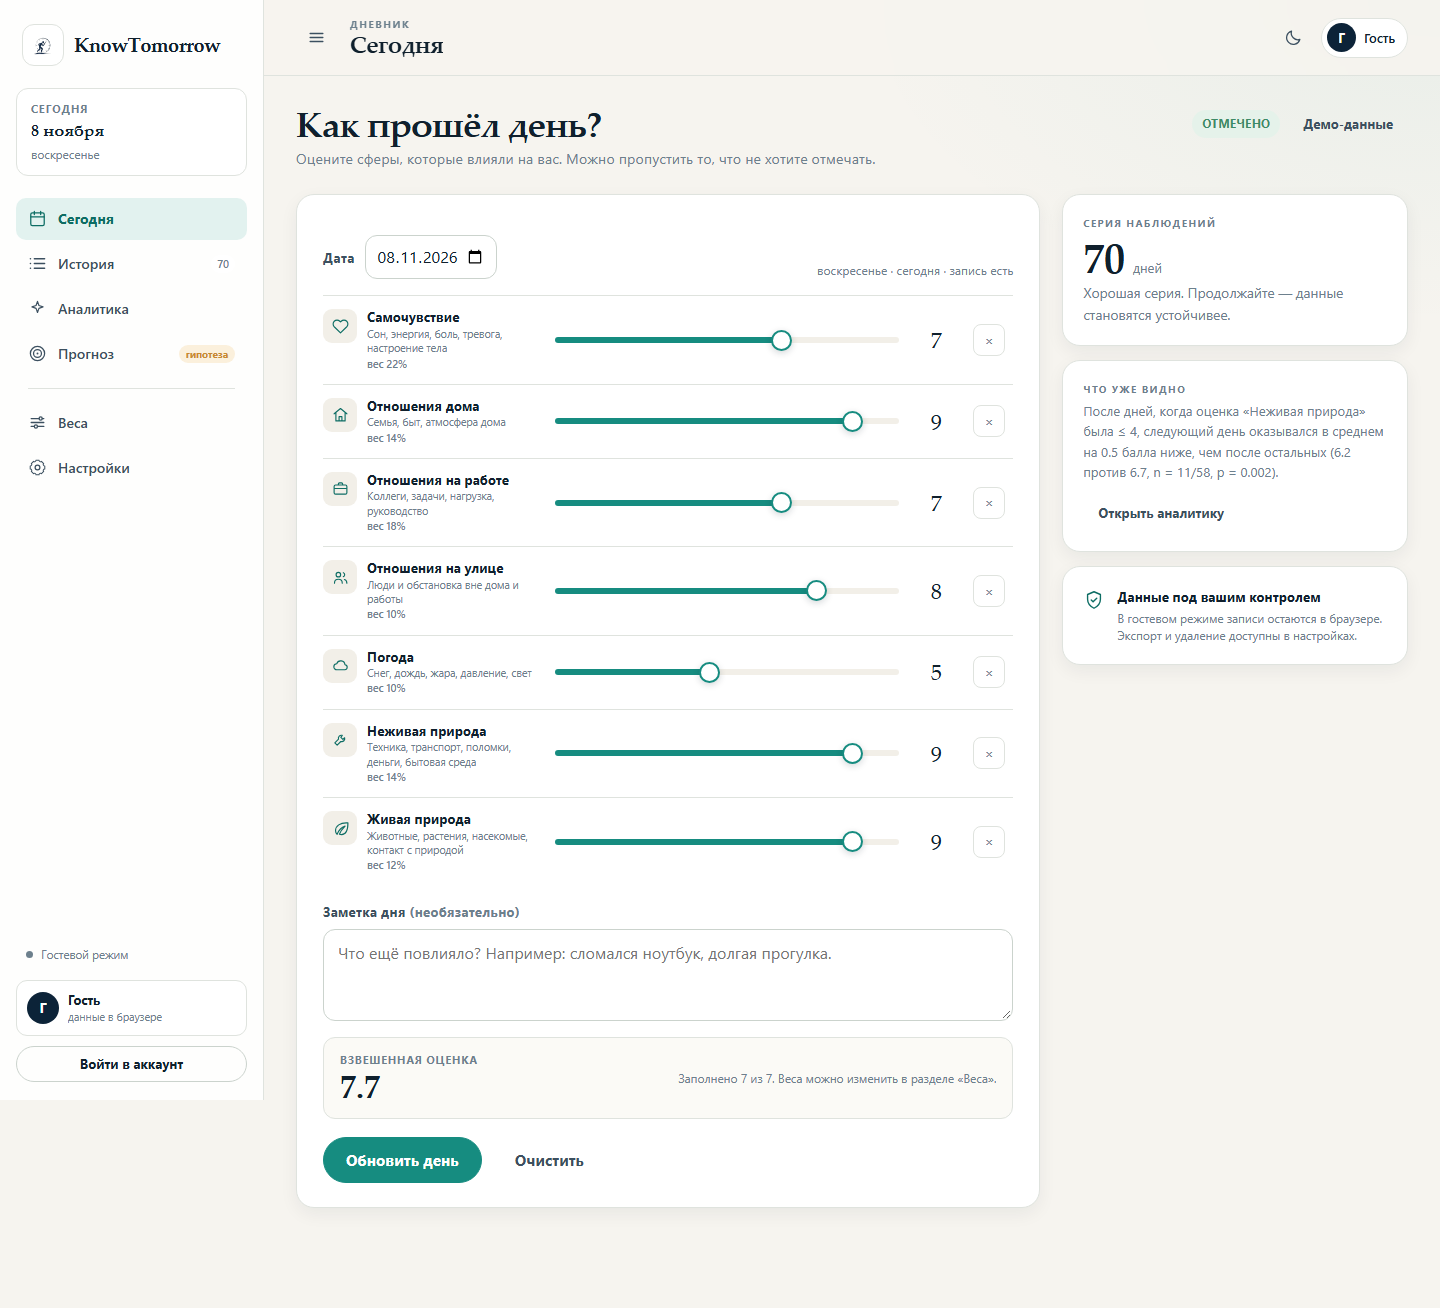 KnowTomorrow
СЕГОДНЯ
8 ноября
воскресенье
Сегодня
История 70
Аналитика
Прогноз гипотеза
Веса
Настройки
Гостевой режим
Г
Гость
данные в браузере
Войти в аккаунт
ДНЕВНИК
Сегодня
Г Гость
Как прошёл день?
Оцените сферы, которые влияли на вас. Можно пропустить то, что не хотите отмечать.
ОТМЕЧЕНО Демо-данные
Дата 08.11.2026
воскресенье · сегодня · запись есть
Самочувствие
Сон, энергия, боль, тревога,
настроение тела
вес 22%
7 ×
Отношения дома
Семья, быт, атмосфера дома
вес 14%
9 ×
Отношения на работе
Коллеги, задачи, нагрузка,
руководство
вес 18%
7 ×
Отношения на улице
Люди и обстановка вне дома и
работы
вес 10%
8 ×
Погода
Снег, дождь, жара, давление, свет
вес 10%
5 ×
Неживая природа
Техника, транспорт, поломки,
деньги, бытовая среда
вес 14%
9 ×
Живая природа
Животные, растения, насекомые,
контакт с природой
вес 12%
9 ×
Заметка дня (необязательно)
Что ещё повлияло? Например: сломался ноутбук, долгая прогулка.
ВЗВЕШЕННАЯ ОЦЕНКА
7.7
Заполнено 7 из 7. Веса можно изменить в разделе «Веса».
Обновить день Очистить
СЕРИЯ НАБЛЮДЕНИЙ
70 дней
Хорошая серия. Продолжайте — данные
становятся устойчивее.
ЧТО УЖЕ ВИДНО
После дней, когда оценка «Неживая природа»
была ≤ 4, следующий день оказывался в среднем
на 0.5 балла ниже, чем после остальных (6.2
против 6.7, n = 11/58, p = 0.002).
Открыть аналитику
Данные под вашим контролем
В гостевом режиме записи остаются в браузере.
Экспорт и удаление доступны в настройках.